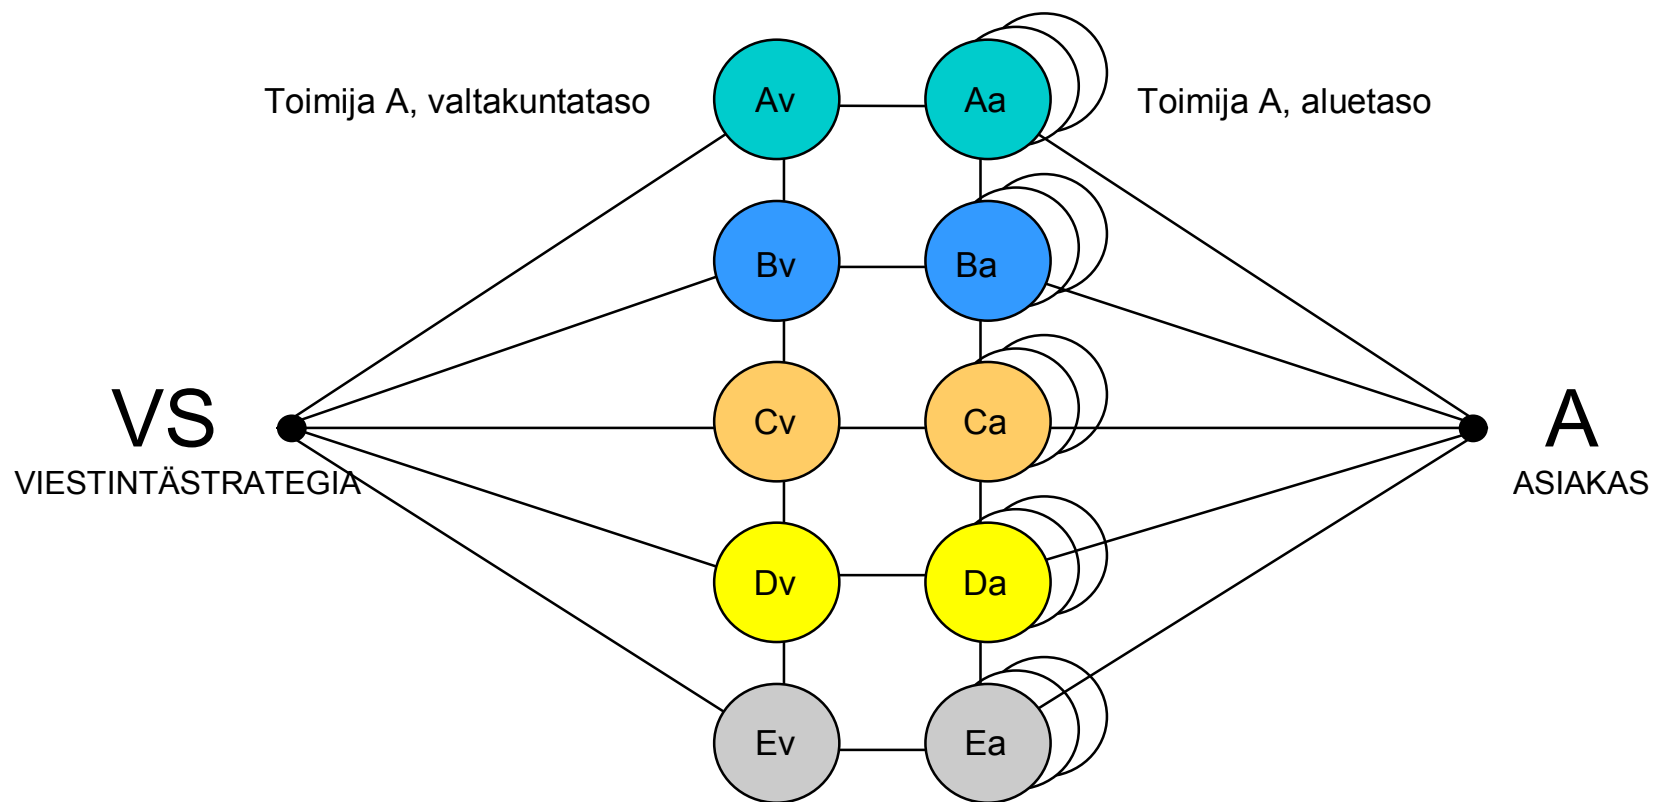 Toimija A, valtakuntataso
Av
Aa
Toimija A, aluetaso
Bv
Ba
VS
VIESTINTÄSTRATEGIA
Cv
Ca
A
ASIAKAS
Dv
Da
Ev
Ea